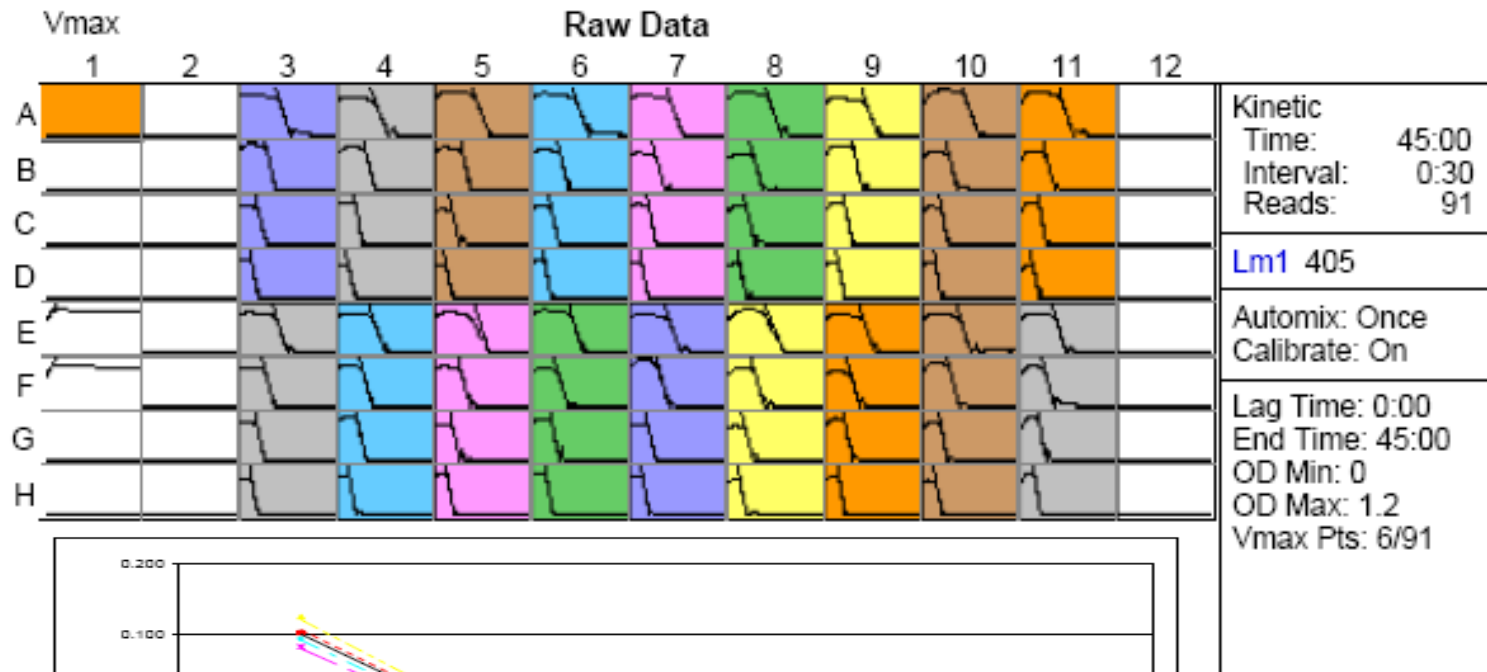 Vmax
Raw Data
1 2 3 4 5 6 7 8 9 10 11 12
A
B
C
D
E
F
G
H
Kinetic
Time: 45:00
Interval: 0:30
Reads: 91
Lm1 405
Automix: Once
Calibrate: On
Lag Time: 0:00
End Time: 45:00
OD Min: 0
OD Max: 1.2
Vmax Pts: 6/91
0.200
0.100